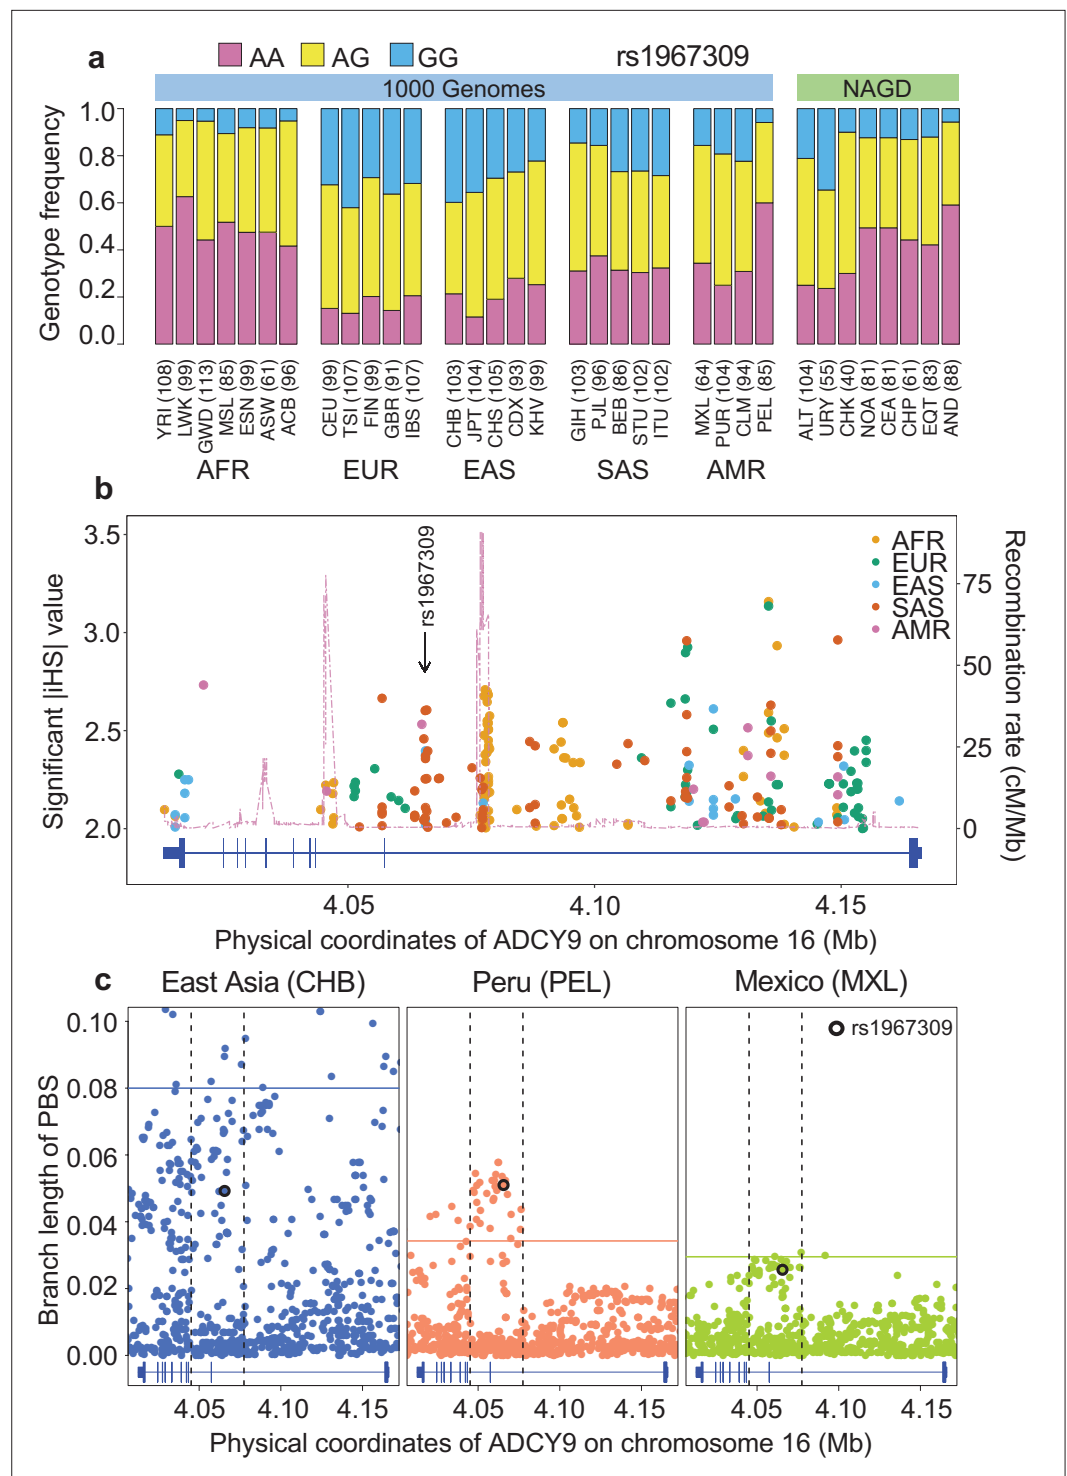 a
AA AG GG rs1967309
1000 Genomes NAGD
Genotype frequency
1.0
0.8
0.6
0.4
0.2
0.0
YRI (108)
LWK (99)
GWD (113)
MSL (85)
ESN (99)
ASW (61)
ACB (96)
CEU (99)
TSI (107)
FIN (99)
GBR (91)
IBS (107)
CHB (103)
JPT (104)
CHS (105)
CDX (93)
KHV (99)
GIH (103)
PJL (96)
BEB (86)
STU (102)
ITU (102)
MXL (64)
PUR (104)
CLM (94)
PEL (85)
ALT (104)
URY (55)
CHK (40)
NOA (81)
CEA (81)
CHP (61)
EQT (83)
AND (88)
AFR EUR EAS SAS AMR
b
Significant |iHS| value
3.5
3.0
2.5
2.0
rs1967309
AFR
EUR
EAS
SAS
AMR
75
50
25
0
Recombination rate (cM/Mb)
4.05 4.10 4.15
Physical coordinates of ADCY9 on chromosome 16 (Mb)
c
East Asia (CHB) Peru (PEL) Mexico (MXL)
Branch length of PBS
0.10
0.08
0.06
0.04
0.02
0.00
rs1967309
4.05 4.10 4.15 4.05 4.10 4.15 4.05 4.10 4.15
Physical coordinates of ADCY9 on chromosome 16 (Mb)